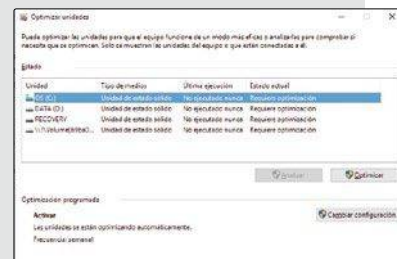 Optimizar unidades
Puede optimizar las unidades para que el equipo funcione de un modo más eficaz o analizarlas para comprobar si
necesita que se optimicen. Solo se muestran las unidades del equipo o que están conectadas a él.
Estado
Unidad Tipo de medios Última ejecución Estado actual
OS (C:) Unidad de estado sólido No ejecutado nunca Requiere optimización
DATA (D:) Unidad de estado sólido No ejecutado nunca Requiere optimización
RECOVERY Unidad de estado sólido No ejecutado nunca Requiere optimización
Unidad de estado sólido No ejecutado nunca Requiere optimización
Analizar Optimizar
Optimización programada
Activar Cambiar configuración
Las unidades se están optimizando automáticamente.
Frecuencia: semanal